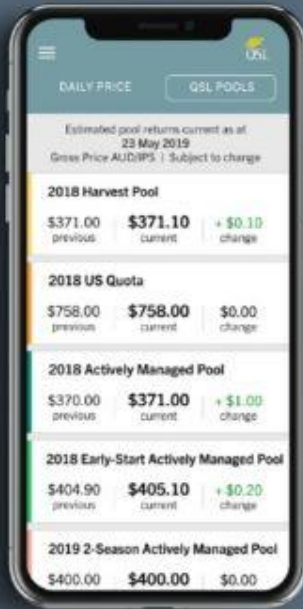 QSL
DAILY PRICE
QSL POOLS
Estimated pool returns current as at
23 May 2019
Gross Price AUD/IPS | Subject to change
2018 Harvest Pool
$371.00 $371.10 + $0.10
previous current change
2018 US Quota
$758.00 $758.00 $0.00
previous current change
2018 Actively Managed Pool
$370.00 $371.00 + $1.00
previous current change
2018 Early-Start Actively Managed Pool
$404.90 $405.10 + $0.20
previous current change
2019 2-Season Actively Managed Pool
$400.00 $400.00 $0.00